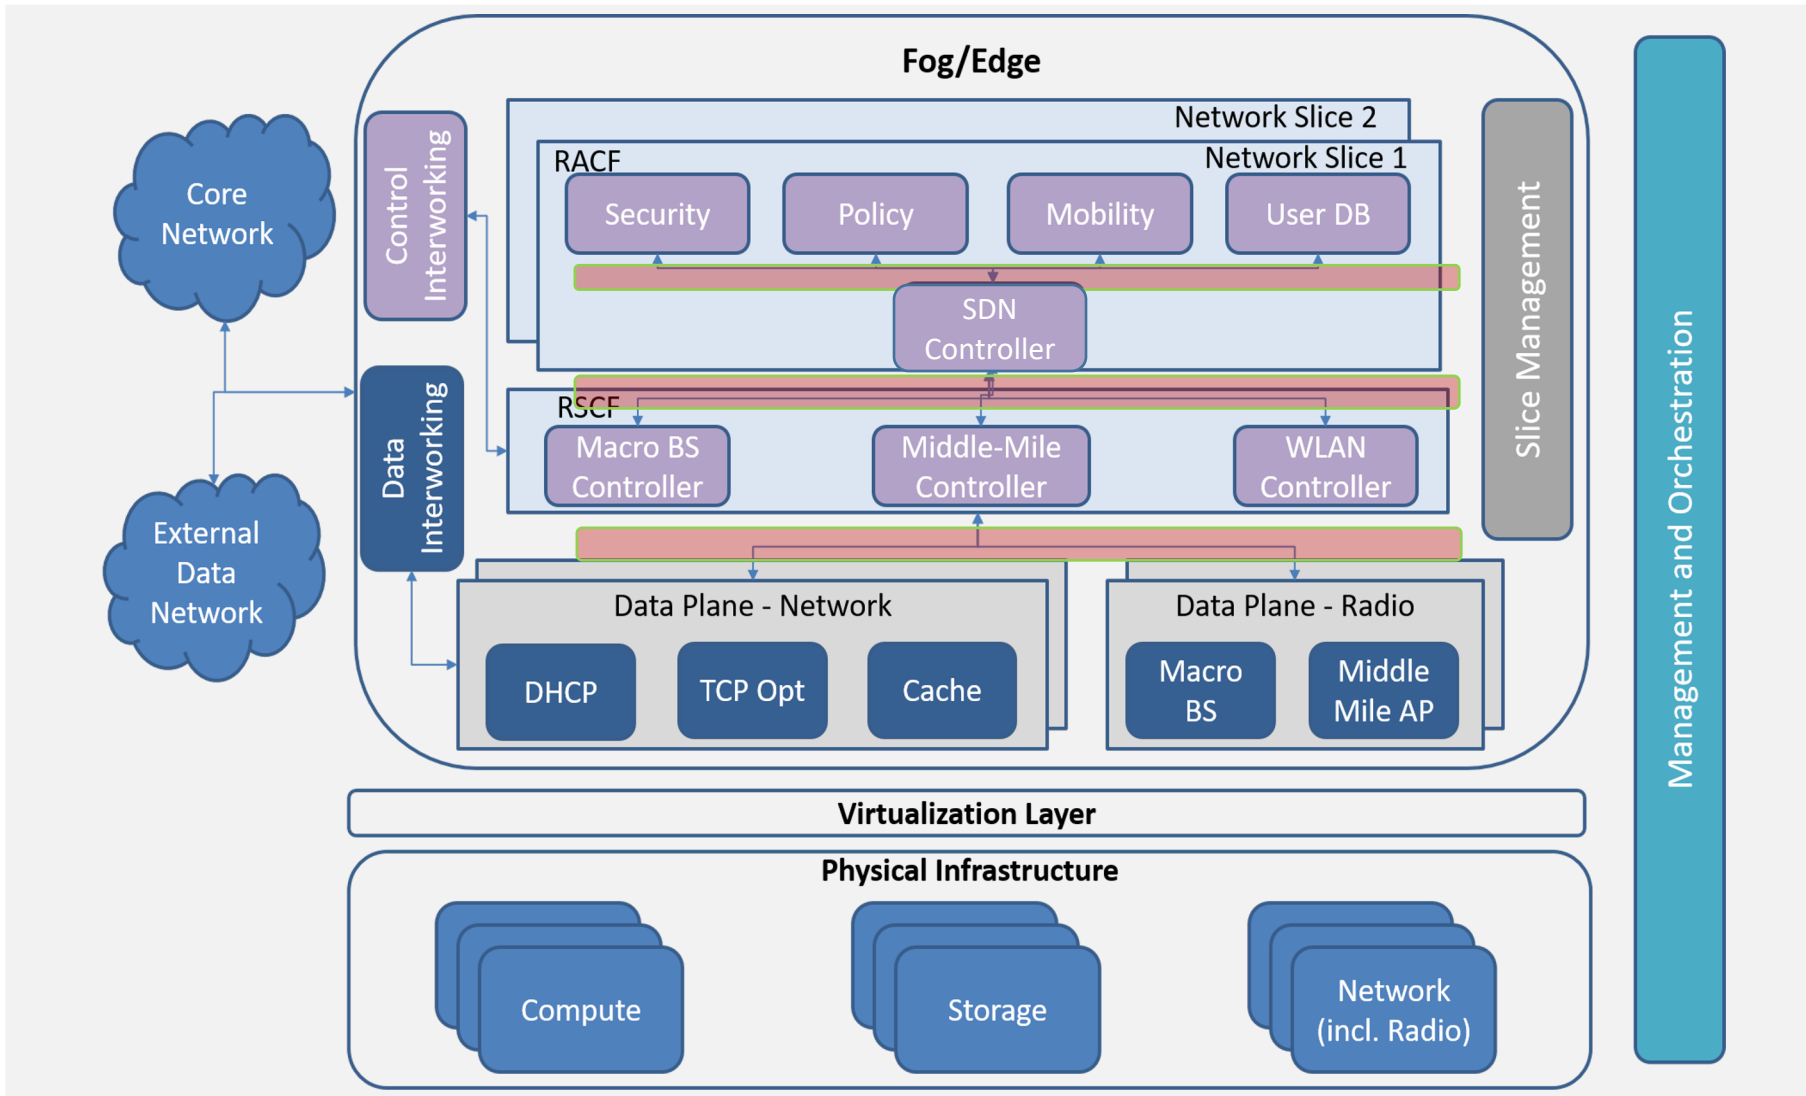 Fog/Edge
Network Slice 2
Network Slice 1
RACF
Security
Policy
Mobility
User DB
SDN
Controller
RSCF
Macro BS
Controller
Middle-Mile
Controller
WLAN
Controller
Control
Interworking
Data
Interworking
Core
Network
External
Data
Network
Data Plane - Network
DHCP
TCP Opt
Cache
Data Plane - Radio
Macro
BS
Middle
Mile AP
Slice Management
Management and Orchestration
Virtualization Layer
Physical Infrastructure
Compute
Storage
Network
(incl. Radio)